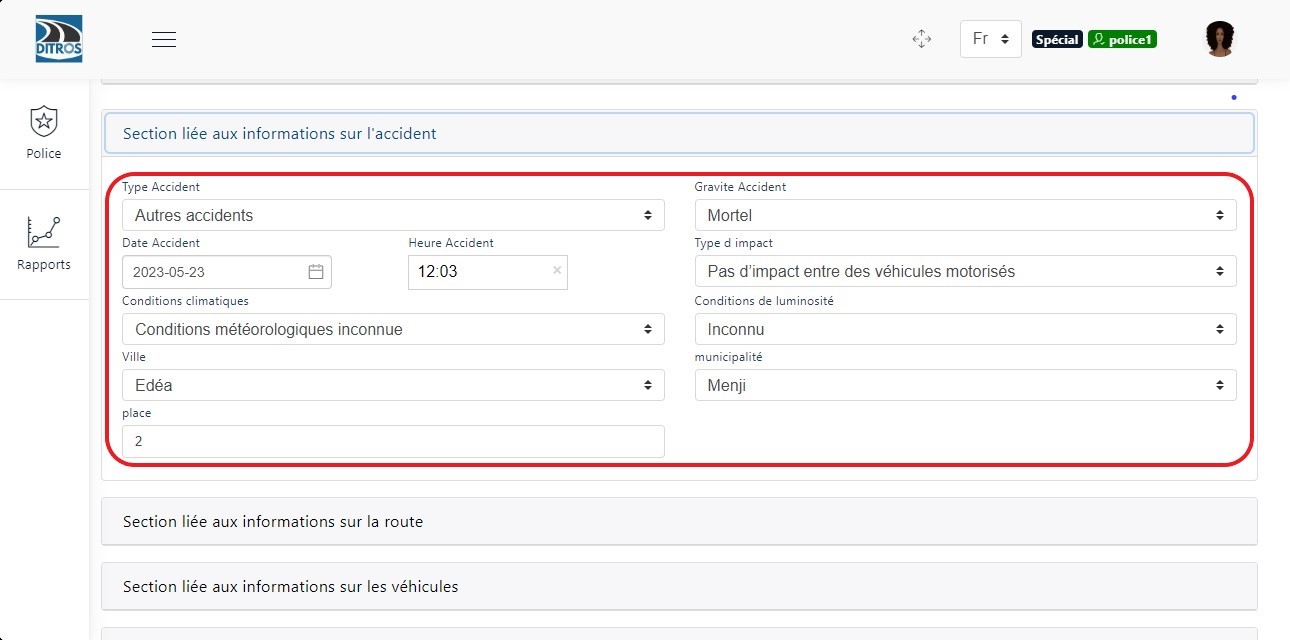 DITROS
Fr
Spécial
police1
Police
Rapports
Section liée aux informations sur l'accident
Type Accident
Gravite Accident
Autres accidents
Mortel
Date Accident
Heure Accident
Type d impact
2023-05-23
12:03
Pas d’impact entre des véhicules motorisés
Conditions climatiques
Conditions de luminosité
Conditions météorologiques inconnue
Inconnu
Ville
municipalité
Edéa
Menji
place
2
Section liée aux informations sur la route
Section liée aux informations sur les véhicules